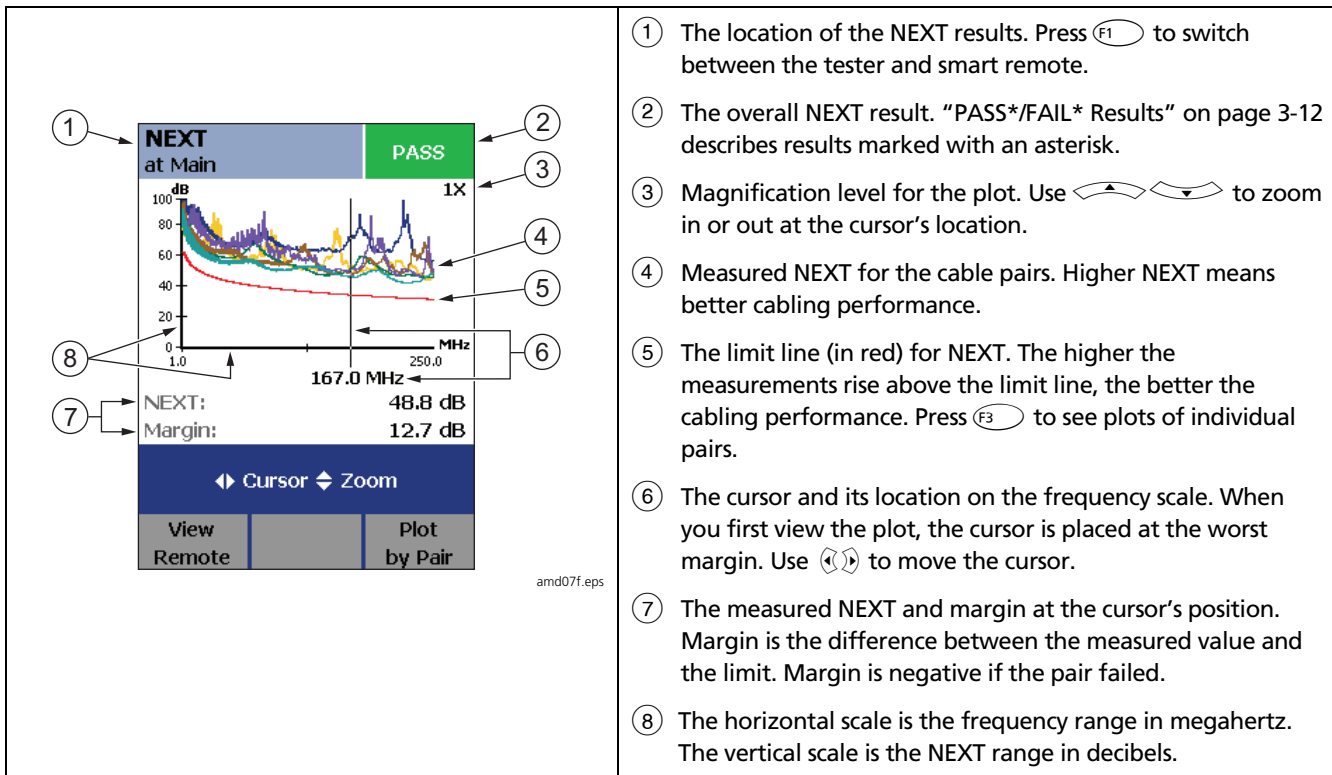 1
2
3
4
5
6
7
8
NEXT
at Main
PASS
1X
dB
100
80
60
40
20
0
1.0
250.0
MHz
167.0 MHz
NEXT: 48.8 dB
Margin: 12.7 dB
Cursor Zoom
View Remote
Plot by Pair
amd07f.eps
1 The location of the NEXT results. Press F1 to switch
between the tester and smart remote.
2 The overall NEXT result. “PASS*/FAIL* Results” on page 3-12
describes results marked with an asterisk.
3 Magnification level for the plot. Use to zoom
in or out at the cursor’s location.
4 Measured NEXT for the cable pairs. Higher NEXT means
better cabling performance.
5 The limit line (in red) for NEXT. The higher the
measurements rise above the limit line, the better the
cabling performance. Press F3 to see plots of individual
pairs.
6 The cursor and its location on the frequency scale. When
you first view the plot, the cursor is placed at the worst
margin. Use to move the cursor.
7 The measured NEXT and margin at the cursor’s position.
Margin is the difference between the measured value and
the limit. Margin is negative if the pair failed.
8 The horizontal scale is the frequency range in megahertz.
The vertical scale is the NEXT range in decibels.